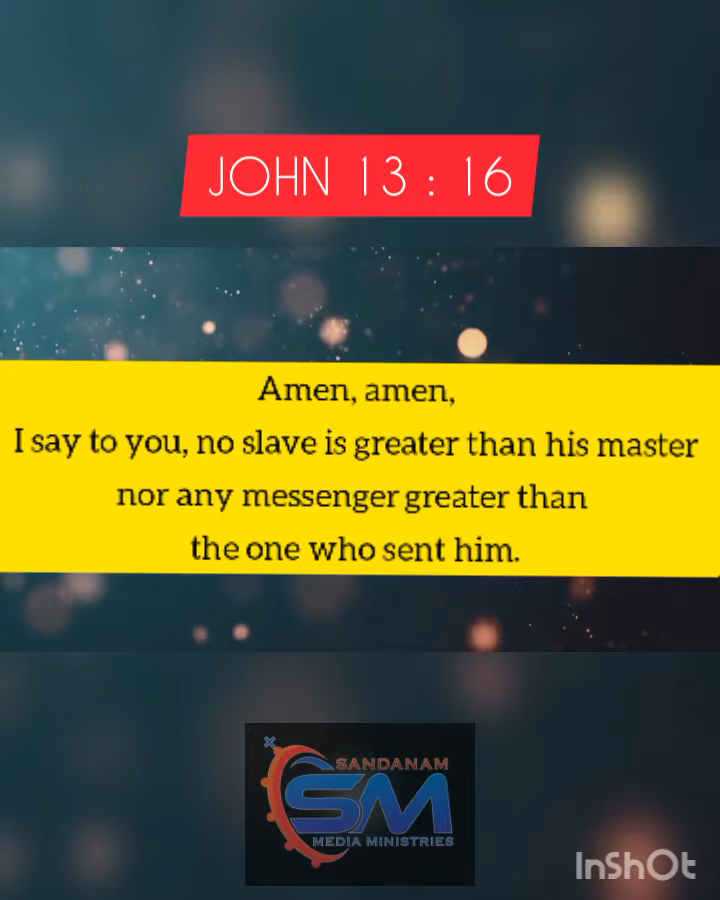 JOHN 13 : 16
Amen, amen,
I say to you, no slave is greater than his master
nor any messenger greater than
the one who sent him.
SANDANAM
SM
MEDIA MINISTRIES
InShOt